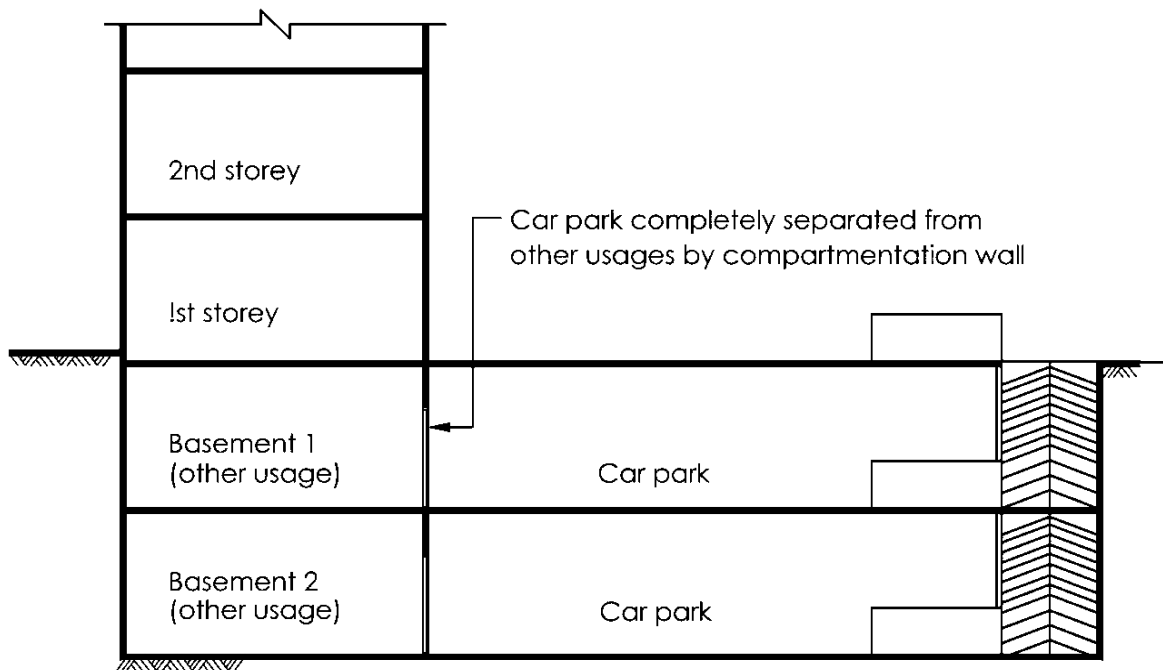 2nd storey
Car park completely separated from
other usages by compartmentation wall
!st storey
Basement 1
(other usage)
Car park
Basement 2
(other usage)
Car park